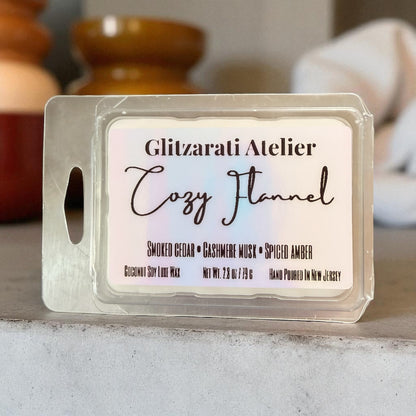 Glitzarati Atelier
Cozy Flannel
Smoked cedar • Cashmere musk • Spiced amber
Coconut Soy Luxe Wax Net Wt. 2.8 oz / 79 g Hand Poured In New Jersey